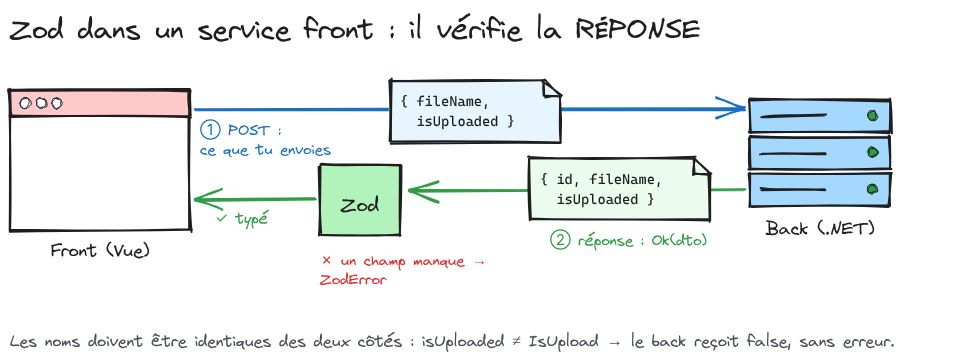 Zod dans un service front : il vérifie la RÉPONSE
{ fileName,
isUploaded }
① POST :
ce que tu envoies
{ id, fileName,
isUploaded }
Zod
✓ typé
Front (Vue)
Back (.NET)
② réponse : Ok(dto)
× un champ manque →
ZodError
Les noms doivent être identiques des deux côtés : isUploaded ≠ IsUpload → le back reçoit false, sans erreur.